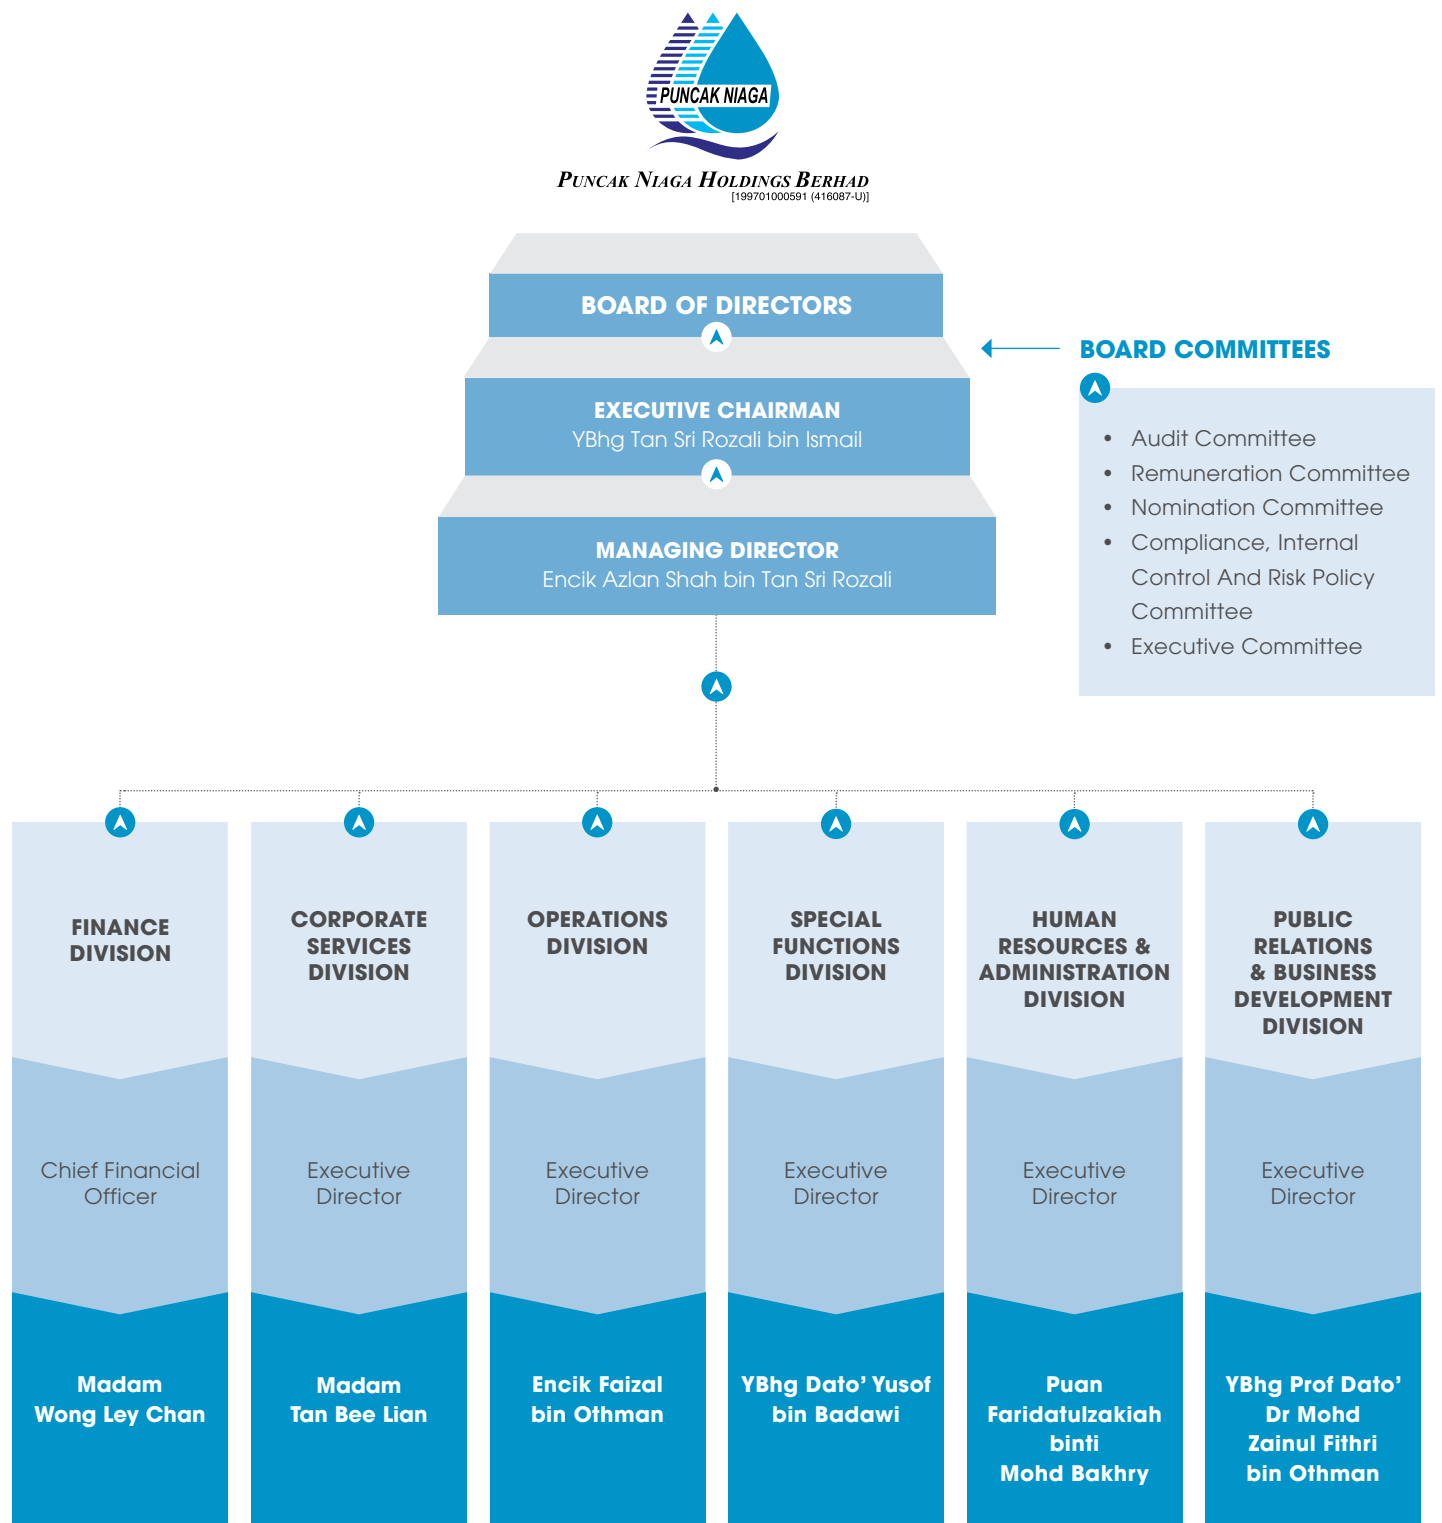 PUNCAK NIAGA
PUNCAK NIAGA HOLDINGS BERHAD
[199701000591 (416087-U)]
BOARD OF DIRECTORS
EXECUTIVE CHAIRMAN
YBhg Tan Sri Rozali bin Ismail
MANAGING DIRECTOR
Encik Azlan Shah bin Tan Sri Rozali
BOARD COMMITTEES
• Audit Committee
• Remuneration Committee
• Nomination Committee
• Compliance, Internal
Control And Risk Policy
Committee
• Executive Committee
FINANCE
DIVISION
Chief Financial
Officer
Madam
Wong Ley Chan
CORPORATE
SERVICES
DIVISION
Executive
Director
Madam
Tan Bee Lian
OPERATIONS
DIVISION
Executive
Director
Encik Faizal
bin Othman
SPECIAL
FUNCTIONS
DIVISION
Executive
Director
YBhg Dato’ Yusof
bin Badawi
HUMAN
RESOURCES &
ADMINISTRATION
DIVISION
Executive
Director
Puan
Faridatulzakiah
binti
Mohd Bakhry
PUBLIC
RELATIONS
& BUSINESS
DEVELOPMENT
DIVISION
Executive
Director
YBhg Prof Dato’
Dr Mohd
Zainul Fithri
bin Othman